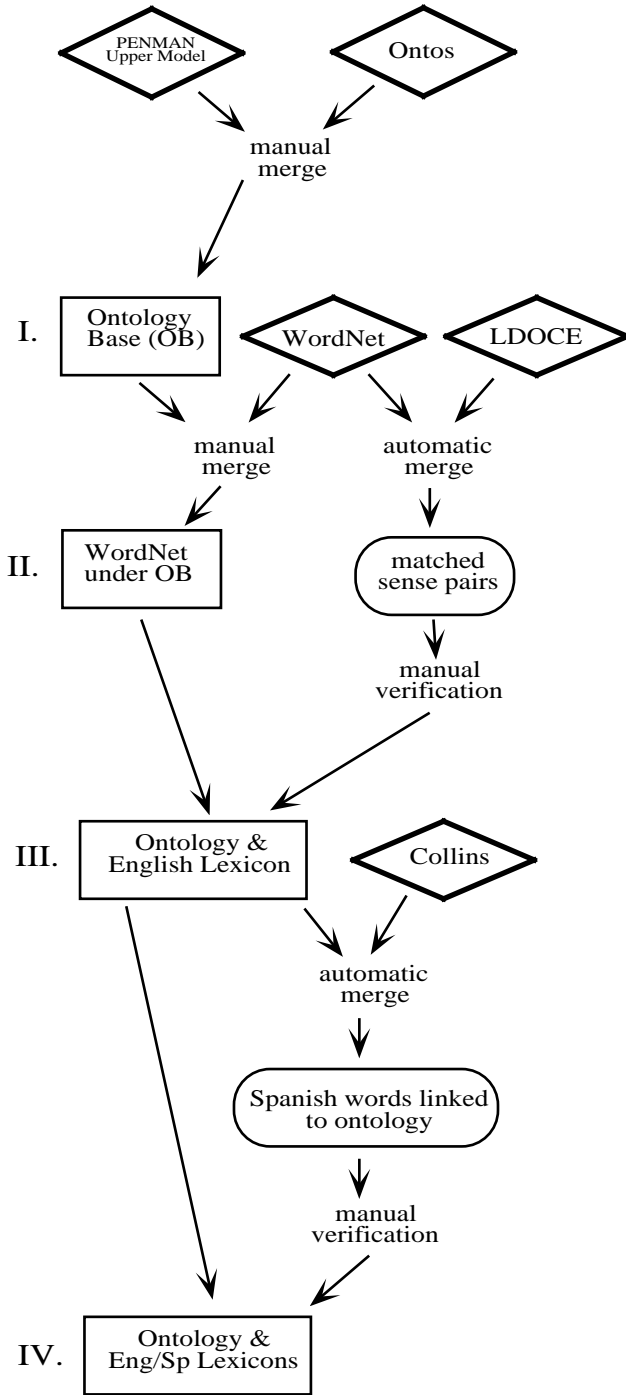 PENMAN
Upper Model
Ontos
manual
merge
I.
Ontology
Base (OB)
WordNet
LDOCE
manual
merge
automatic
merge
II.
WordNet
under OB
matched
sense pairs
manual
verification
III.
Ontology &
English Lexicon
Collins
automatic
merge
Spanish words linked
to ontology
manual
verification
IV.
Ontology &
Eng/Sp Lexicons